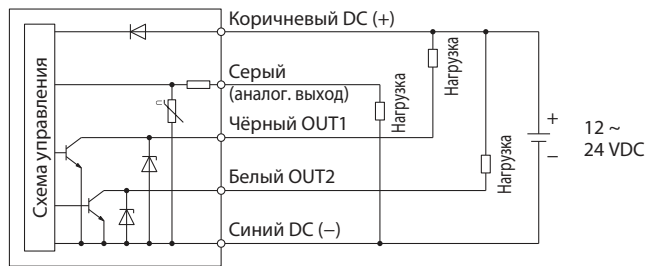 Коричневый DC (+)
Серый
(аналог. выход)
Нагрузка
Нагрузка
Чёрный OUT1
Схема управления
Белый OUT2
Нагрузка
Синий DC (−)
+
−
12 ~
24 VDC